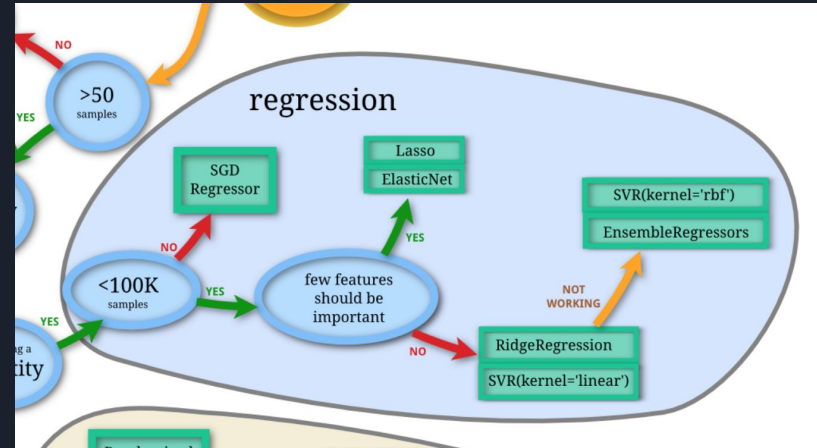 NO
>50
samples
YES
regression
SGD
Regressor
Lasso
ElasticNet
SVR(kernel='rbf')
EnsembleRegressors
NO
YES
<100K
samples
YES
few features
should be
important
NOT
WORKING
YES
NO
RidgeRegression
SVR(kernel='linear')